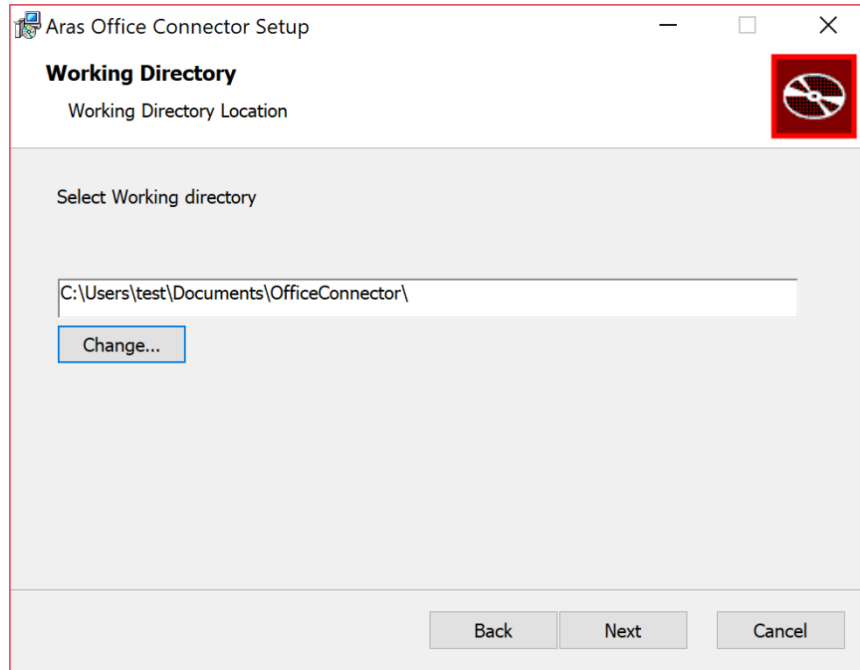 Aras Office Connector Setup
Working Directory
Working Directory Location
Select Working directory
C:\Users\test\Documents\OfficeConnector\
Change...
Back Next Cancel